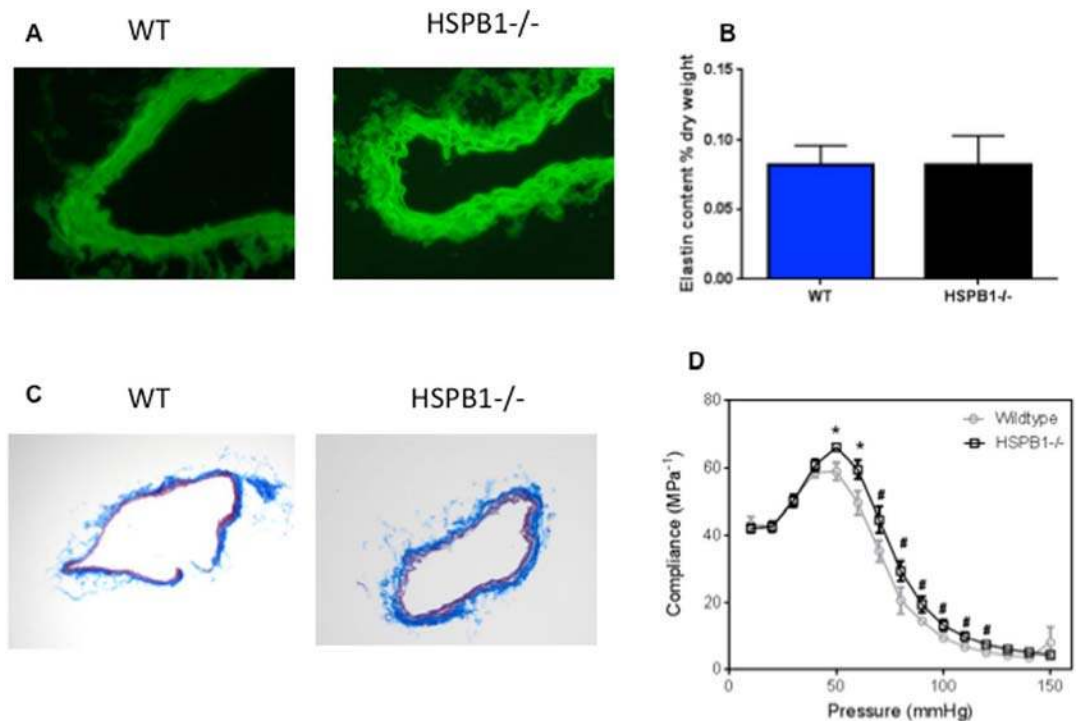 A
WT
HSPB1-/-
B
Elastin content % dry weight
0.15
0.10
0.05
0.00
WT
HSPB1-/-
C
WT
HSPB1-/-
D
Compliance (MPa⁻¹)
80
60
40
20
0
* *
# # # # # #
Wildtype
HSPB1-/-
0 50 100 150
Pressure (mmHg)